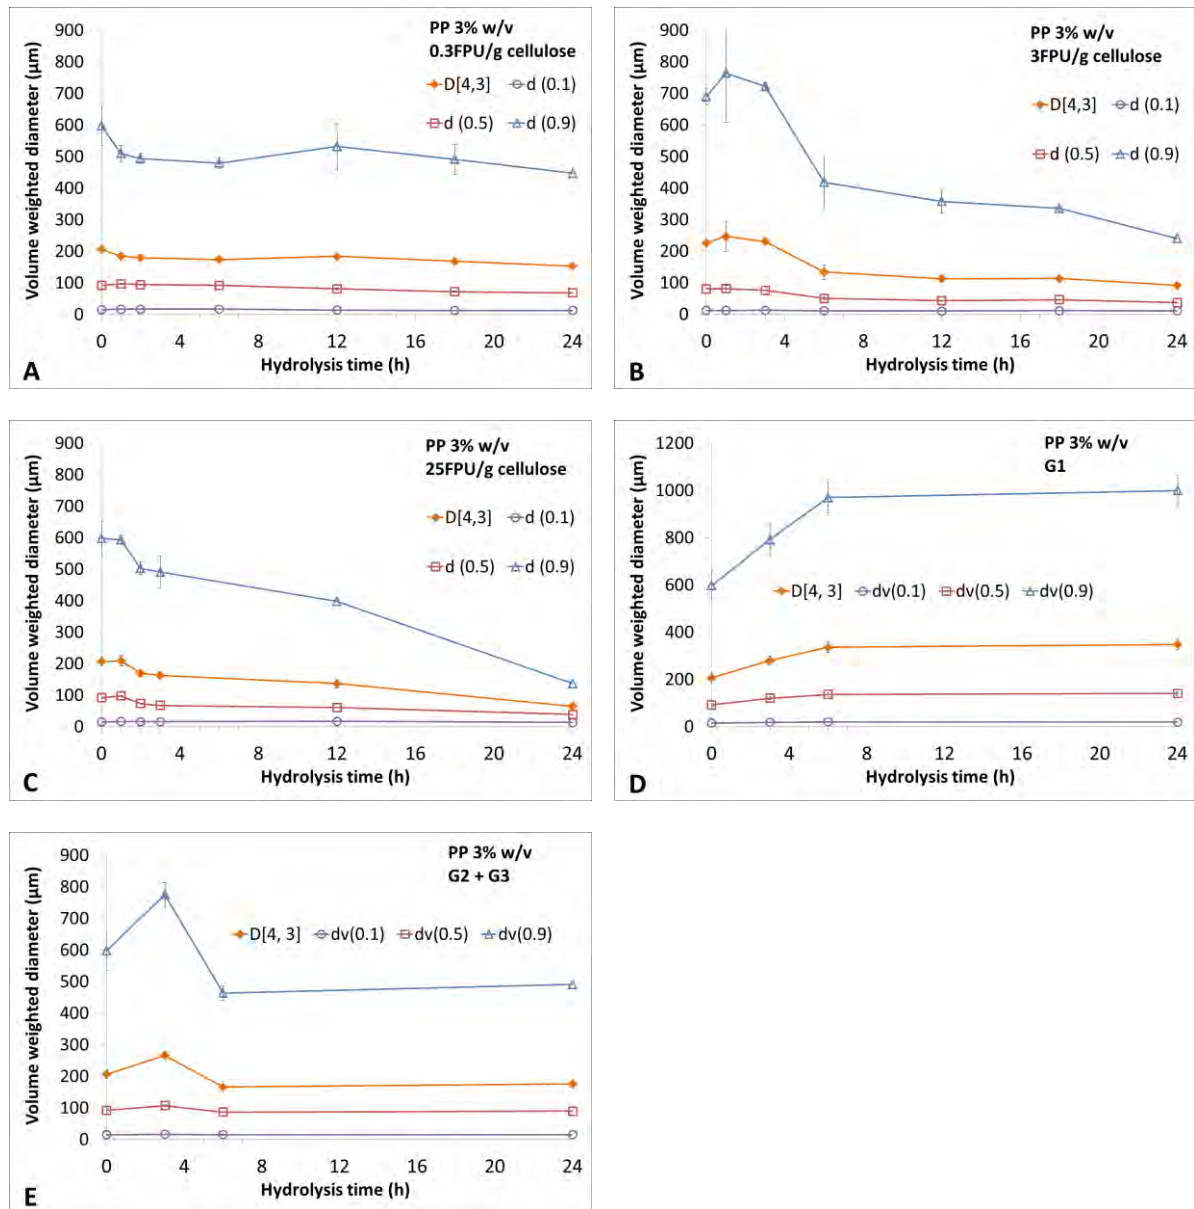 900
800
700
600
500
400
300
200
100
0
Volume weighted diameter (µm)
PP 3% w/v
0.3FPU/g cellulose
D[4,3] d (0.1)
d (0.5) d (0.9)
0 4 8 12 16 20 24
Hydrolysis time (h)
A
900
800
700
600
500
400
300
200
100
0
Volume weighted diameter (µm)
PP 3% w/v
3FPU/g cellulose
D[4,3] d (0.1)
d (0.5) d (0.9)
0 4 8 12 16 20 24
Hydrolysis time (h)
B
900
800
700
600
500
400
300
200
100
0
Volume weighted diameter (µm)
PP 3% w/v
25FPU/g cellulose
D[4,3] d (0.1)
d (0.5) d (0.9)
0 4 8 12 16 20 24
Hydrolysis time (h)
C
1200
1000
800
600
400
200
0
Volume weighted diameter (µm)
PP 3% w/v
G1
D[4, 3] dv(0.1) dv(0.5) dv(0.9)
0 4 8 12 16 20 24
Hydrolysis time (h)
D
900
800
700
600
500
400
300
200
100
0
Volume weighted diameter (µm)
PP 3% w/v
G2 + G3
D[4, 3] dv(0.1) dv(0.5) dv(0.9)
0 4 8 12 16 20 24
Hydrolysis time (h)
E